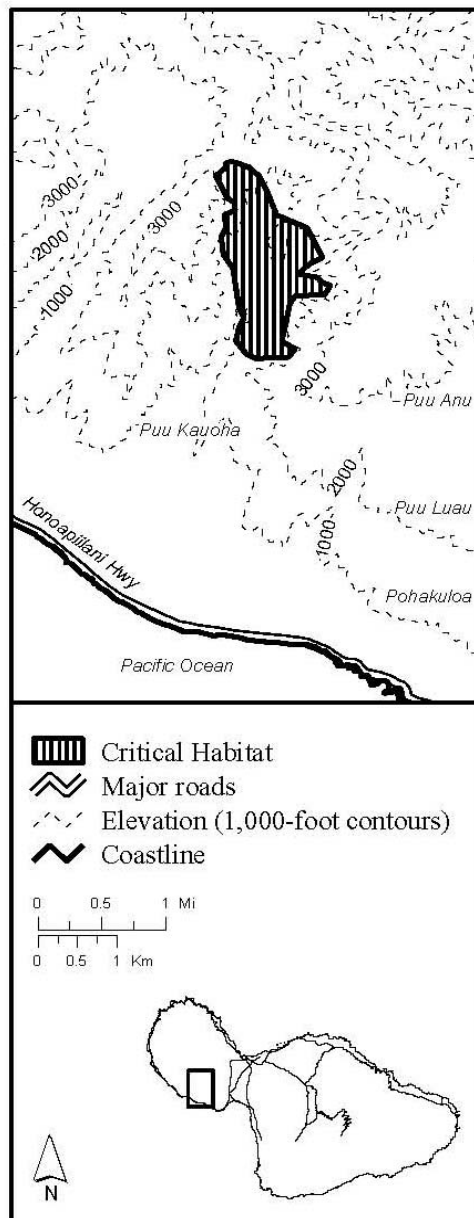 3000
3000
2000
1000
3000
Puu Anu
Puu Kauoha
2000
Puu Luau
1000
Honoapiilani Hwy
Pohakuloa
Pacific Ocean
Critical Habitat
Major roads
Elevation (1,000-foot contours)
Coastline
0 0.5 1 Mi
0 0.5 1 Km
N